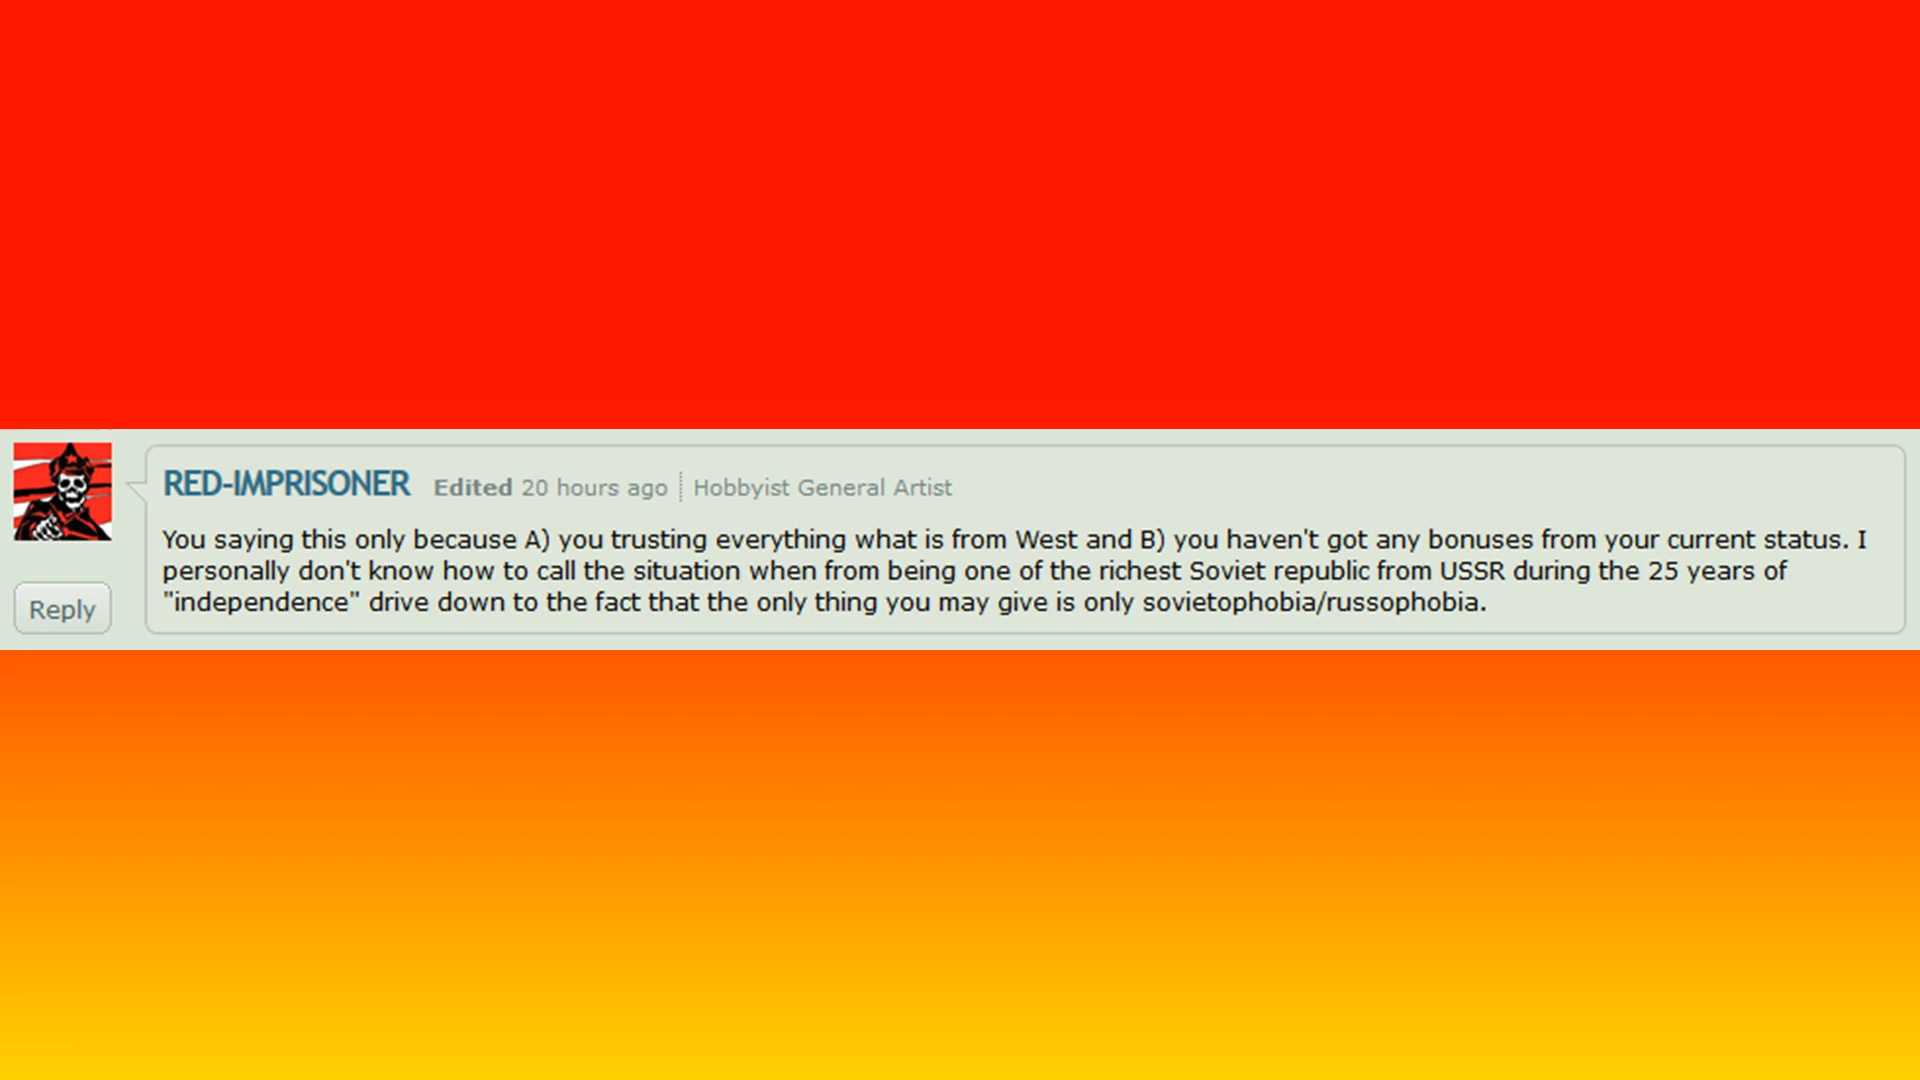 RED-IMPRISONER Edited 20 hours ago Hobbyist General Artist
You saying this only because A) you trusting everything what is from West and B) you haven't got any bonuses from your current status. I
personally don't know how to call the situation when from being one of the richest Soviet republic from USSR during the 25 years of
"independence" drive down to the fact that the only thing you may give is only sovietophobia/russophobia.
Reply